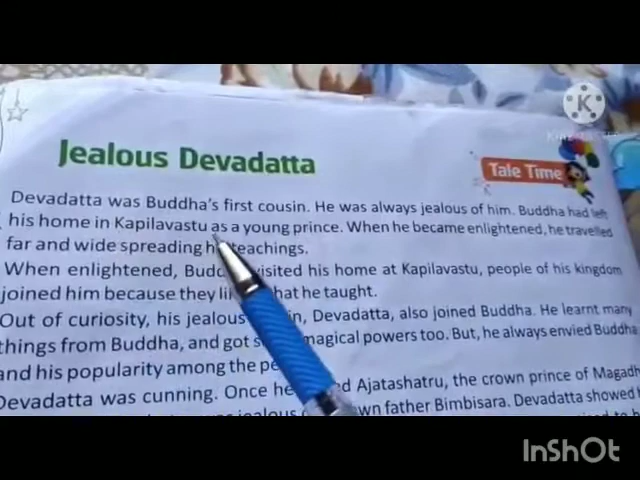 Jealous Devadatta
Tale Time
Devadatta was Buddha's first cousin. He was always jealous of him. Buddha had left
his home in Kapilavastu as a young prince. When he became enlightened, he travelled
far and wide spreading teachings.
When enlightened, visited his home at Kapilavastu, people of his kingdom
joined him because they what he taught.
Out of curiosity, his jealous Devadatta, also joined Buddha. He learnt many
things from Buddha, and got magical powers too. But, he always envied Buddha
and his popularity among the
Devadatta was cunning. Once Ajatashatru, the crown prince of
father Bimbisara. Devadatta showed
InShOt